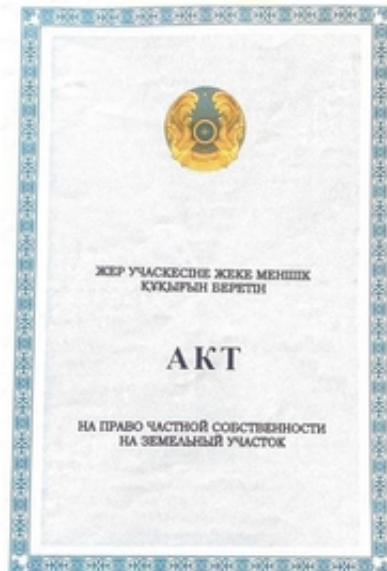 ЖЕР УЧАСКЕСІНЕ ЖЕКЕ МЕНШІК
ҚҰҚЫҒЫН БЕРЕТІН
АКТ
НА ПРАВО ЧАСТНОЙ СОБСТВЕННОСТИ
НА ЗЕМЕЛЬНЫЙ УЧАСТОК